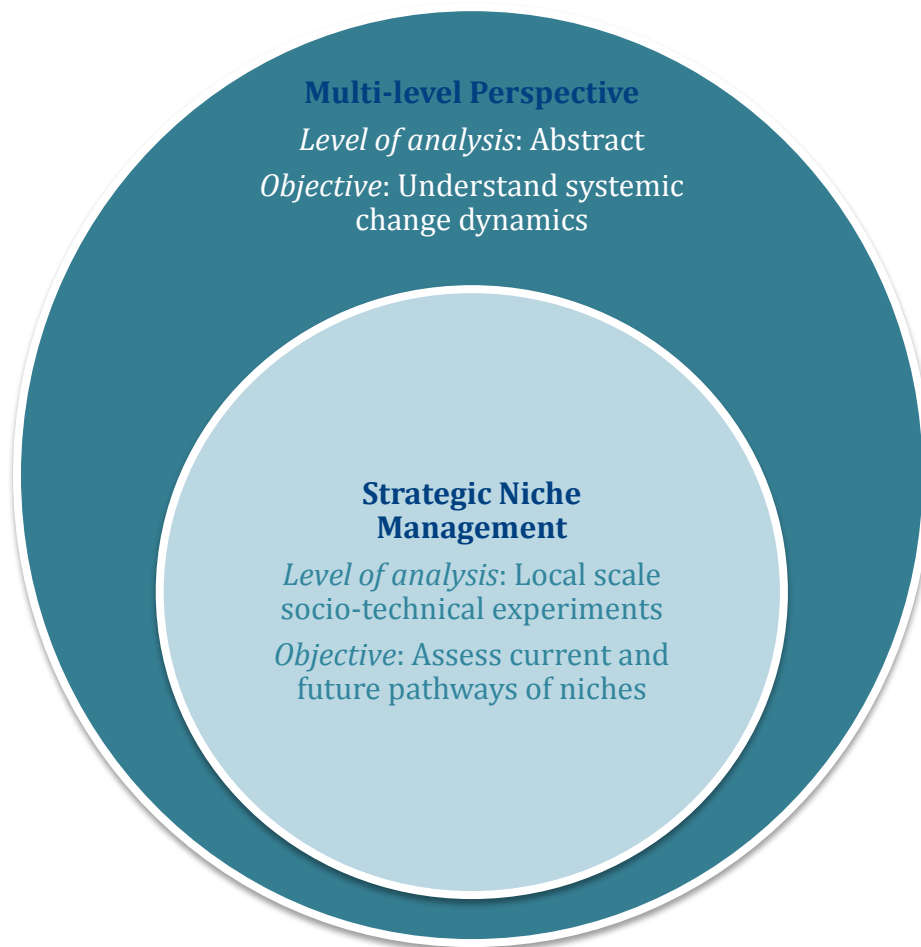 Multi-level Perspective
Level of analysis: Abstract
Objective: Understand systemic
change dynamics
Strategic Niche
Management
Level of analysis: Local scale
socio-technical experiments
Objective: Assess current and
future pathways of niches